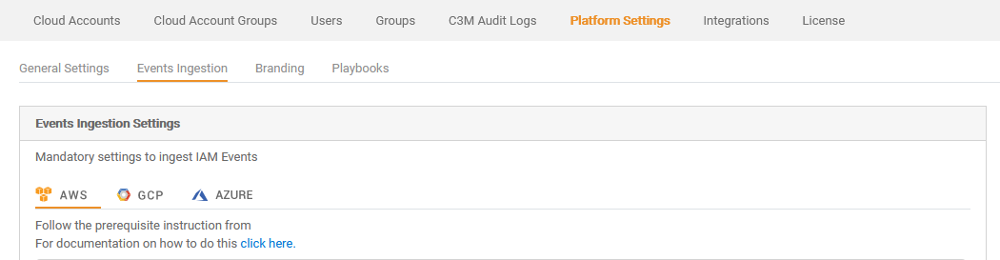 Cloud Accounts Cloud Account Groups Users Groups C3M Audit Logs Platform Settings Integrations License
General Settings Events Ingestion Branding Playbooks
Events Ingestion Settings
Mandatory settings to ingest IAM Events
AWS GCP AZURE
Follow the prerequisite instruction from
For documentation on how to do this click here.